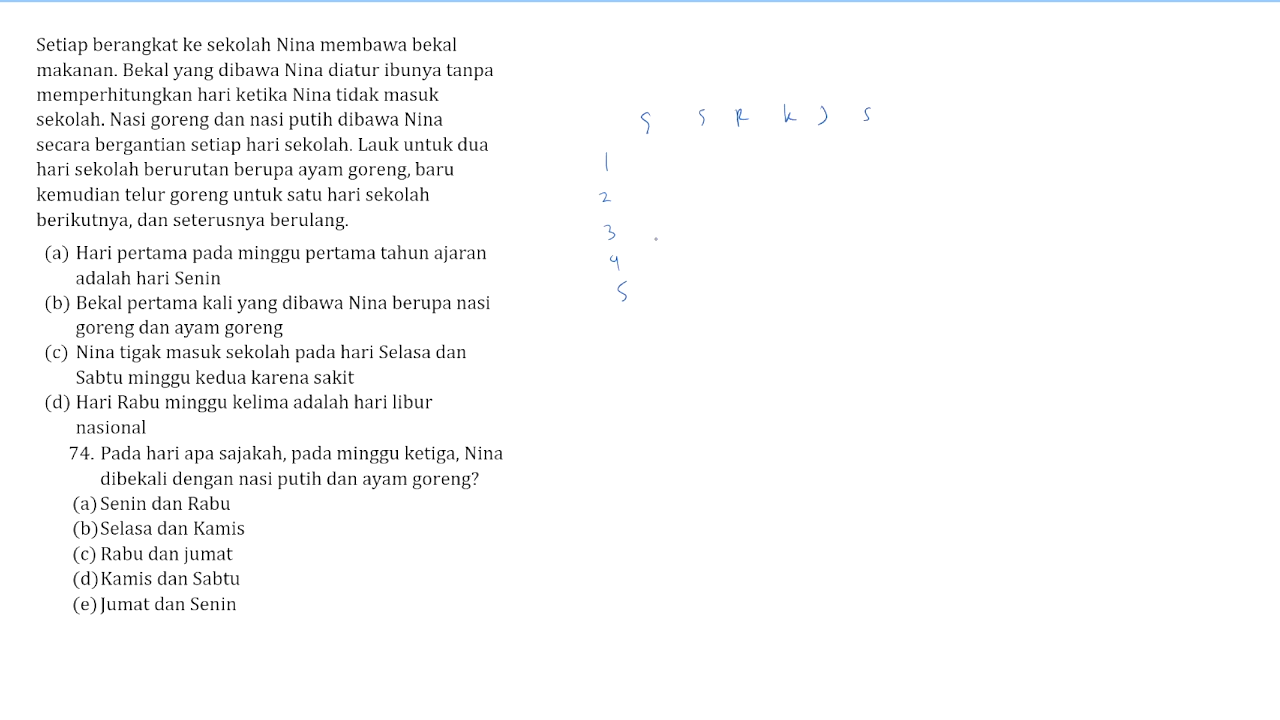 Setiap berangkat ke sekolah Nina membawa bekal
makanan. Bekal yang dibawa Nina diatur ibunya tanpa
memperhitungkan hari ketika Nina tidak masuk
sekolah. Nasi goreng dan nasi putih dibawa Nina
secara bergantian setiap hari sekolah. Lauk untuk dua
hari sekolah berurutan berupa ayam goreng, baru
kemudian telur goreng untuk satu hari sekolah
berikutnya, dan seterusnya berulang.
(a) Hari pertama pada minggu pertama tahun ajaran
adalah hari Senin
(b) Bekal pertama kali yang dibawa Nina berupa nasi
goreng dan ayam goreng
(c) Nina tigak masuk sekolah pada hari Selasa dan
Sabtu minggu kedua karena sakit
(d) Hari Rabu minggu kelima adalah hari libur
nasional
74. Pada hari apa sajakah, pada minggu ketiga, Nina
dibekali dengan nasi putih dan ayam goreng?
(a) Senin dan Rabu
(b) Selasa dan Kamis
(c) Rabu dan jumat
(d) Kamis dan Sabtu
(e) Jumat dan Senin
S S R K J S
1
2
3
4
5